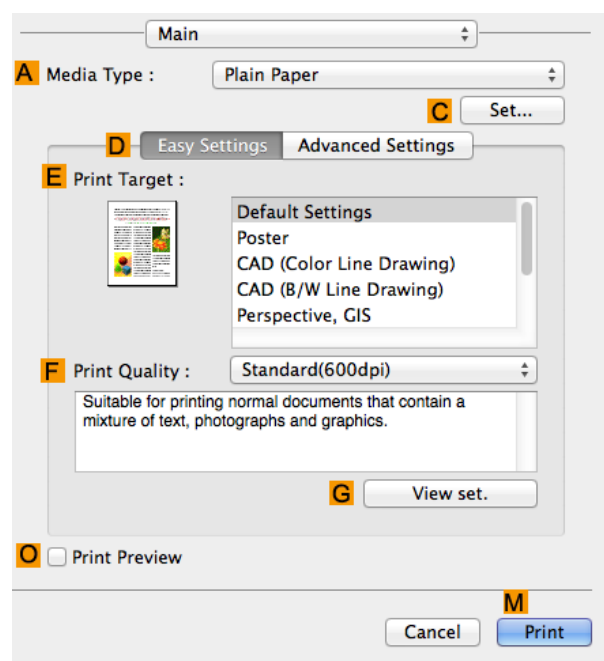 Main
A Media Type : Plain Paper
C Set...
D Easy Settings Advanced Settings
E Print Target :
Default Settings
Poster
CAD (Color Line Drawing)
CAD (B/W Line Drawing)
Perspective, GIS
F Print Quality : Standard(600dpi)
Suitable for printing normal documents that contain a
mixture of text, photographs and graphics.
G View set.
O Print Preview
M
Cancel Print